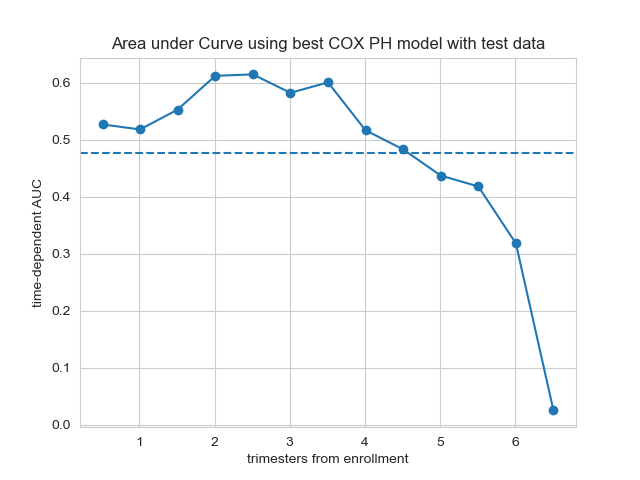 Area under Curve using best COX PH model with test data
time-dependent AUC
0.6
0.5
0.4
0.3
0.2
0.1
0.0
1 2 3 4 5 6
trimesters from enrollment